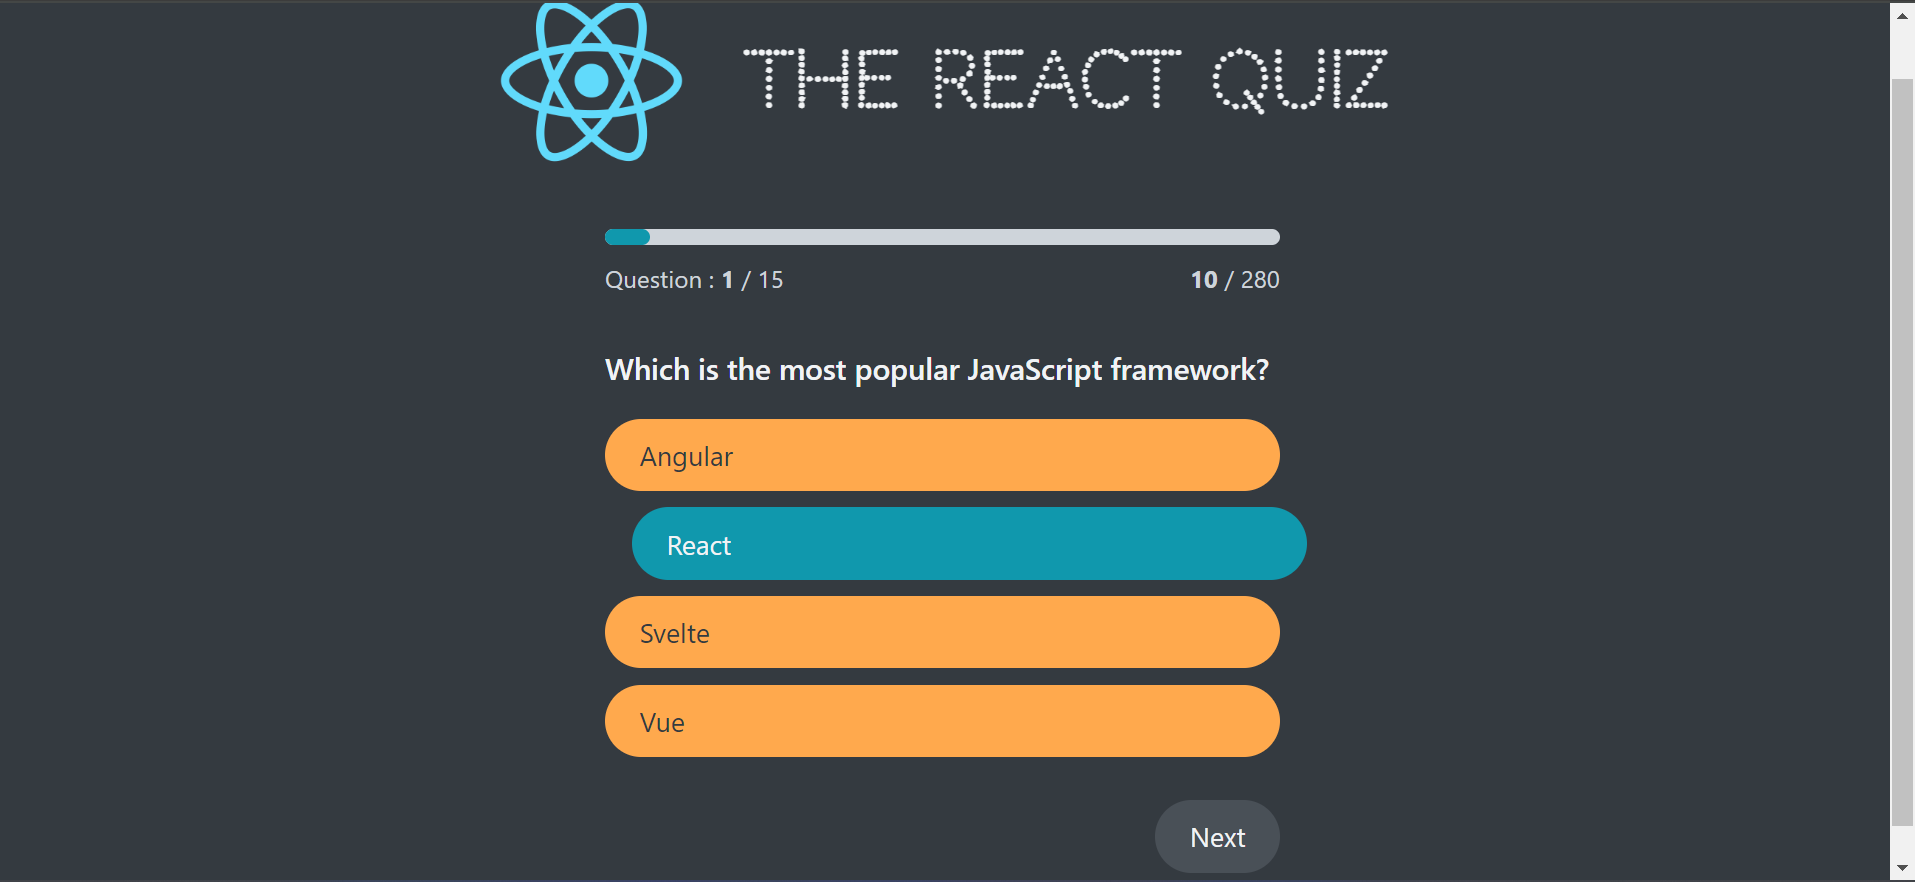 THE REACT QUIZ
Question : 1 / 15
10 / 280
Which is the most popular JavaScript framework?
Angular
React
Svelte
Vue
Next